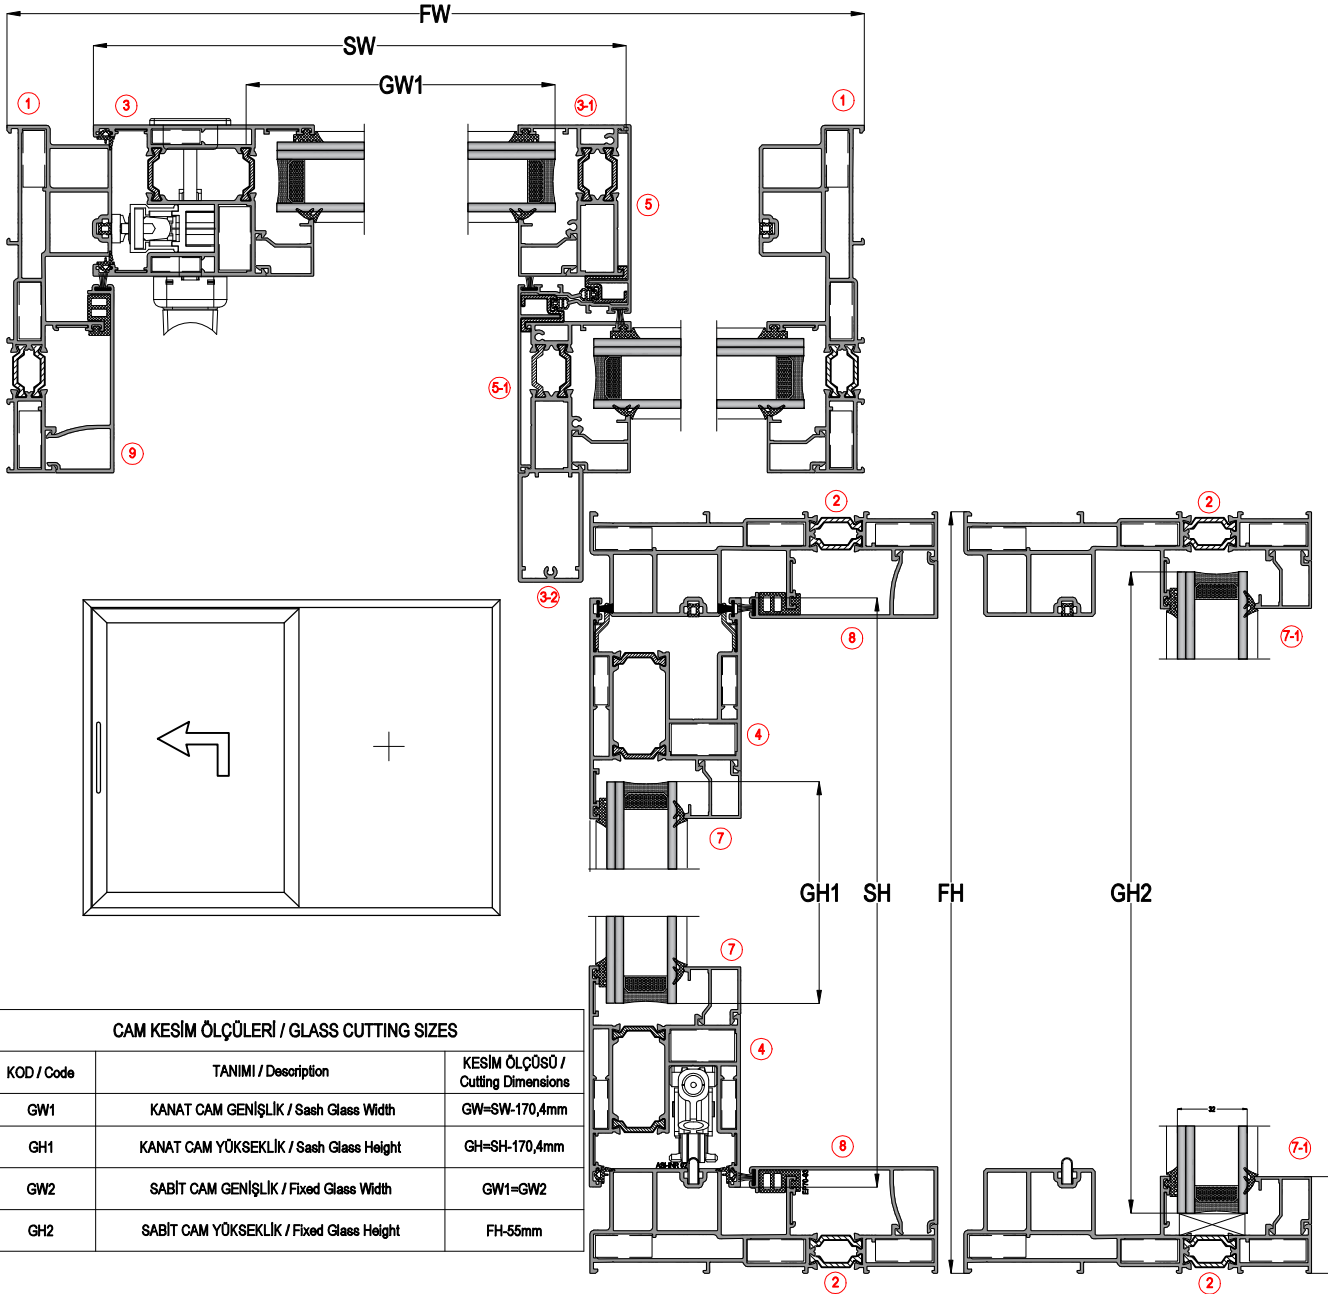 FW
SW
GW1
1
3
3-1
1
5
5-1
9
3-2
2
2
8
7-1
4
7
GH1
SH
FH
GH2
7
4
8
7-1
32
2
2
CAM KESİM ÖLÇÜLERİ / GLASS CUTTING SIZES
KOD / Code
TANIMI / Description
KESİM ÖLÇÜSÜ /
Cutting Dimensions
GW1
KANAT CAM GENİŞLİK / Sash Glass Width
GW=SW-170,4mm
GH1
KANAT CAM YÜKSEKLİK / Sash Glass Height
GH=SH-170,4mm
GW2
SABİT CAM GENİŞLİK / Fixed Glass Width
GW1=GW2
GH2
SABİT CAM YÜKSEKLİK / Fixed Glass Height
FH-55mm